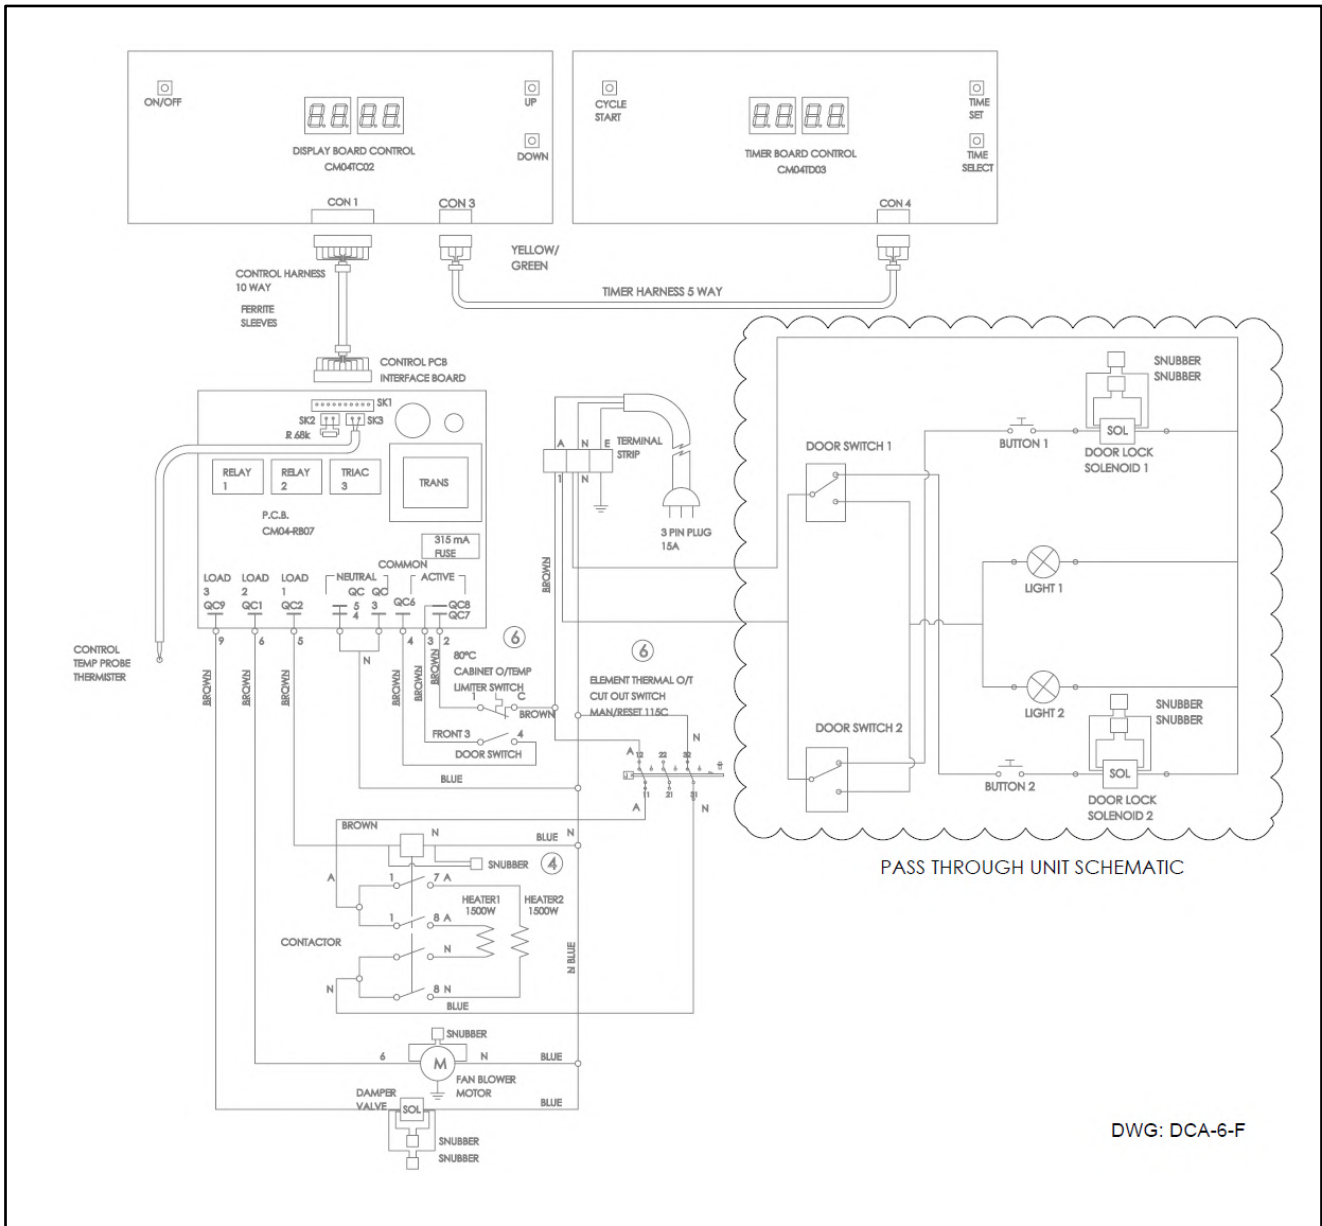 ON/OFF
UP
DOWN
DISPLAY BOARD CONTROL
CM04TC02
CON 1
CON 3
CYCLE
START
TIME
SET
TIME
SELECT
TIMER BOARD CONTROL
CM04TD03
CON 4
YELLOW/
GREEN
CONTROL HARNESS
10 WAY
FERRITE
SLEEVES
TIMER HARNESS 5 WAY
CONTROL PCB
INTERFACE BOARD
SK1
SK2
SK3
R 68k
RELAY
1
RELAY
2
TRIAC
3
TRANS
P.C.B.
CM04-RB07
315 mA
FUSE
COMMON
NEUTRAL
ACTIVE
LOAD
3
QC9
LOAD
2
QC1
LOAD
1
QC2
QC
5
4
QC
3
QC6
QC8
QC7
9
6
5
N
4
3
2
BROWN
BROWN
BROWN
BROWN
BROWN
BROWN
CONTROL
TEMP PROBE
THERMISTER
A
N
E
TERMINAL
STRIP
1
N
3 PIN PLUG
15A
BROWN
6
80°C
CABINET O/TEMP
LIMITER SWITCH
1
C
BROWN
FRONT 3
4
DOOR SWITCH
BLUE
6
ELEMENT THERMAL O/T
CUT OUT SWITCH
MAN/RESET 115C
N
A
12
22
32
11
21
31
A
N
BROWN
N
BLUE
N
SNUBBER
4
A
1
7 A
1
8 A
HEATER1
1500W
HEATER2
1500W
CONTACTOR
N
N
8 N
BLUE
N BLUE
SNUBBER
6
M
N
BLUE
FAN BLOWER
MOTOR
DAMPER
VALVE
SOL
BLUE
SNUBBER
SNUBBER
DOOR SWITCH 1
BUTTON 1
SNUBBER
SNUBBER
SOL
DOOR LOCK
SOLENOID 1
LIGHT 1
LIGHT 2
DOOR SWITCH 2
BUTTON 2
SNUBBER
SNUBBER
SOL
DOOR LOCK
SOLENOID 2
PASS THROUGH UNIT SCHEMATIC
DWG: DCA-6-F